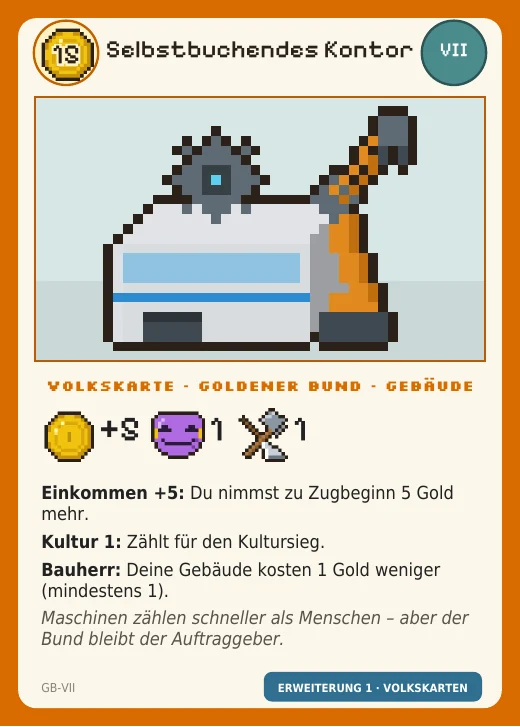 15 Selbstbuchendes Kontor VII
VOLKSKARTE · GOLDENER BUND · GEBÄUDE
+5 1 1
Einkommen +5: Du nimmst zu Zugbeginn 5 Gold
mehr.
Kultur 1: Zählt für den Kultursieg.
Bauherr: Deine Gebäude kosten 1 Gold weniger
(mindestens 1).
Maschinen zählen schneller als Menschen – aber der
Bund bleibt der Auftraggeber.
GB-VII ERWEITERUNG 1 · VOLKSKARTEN